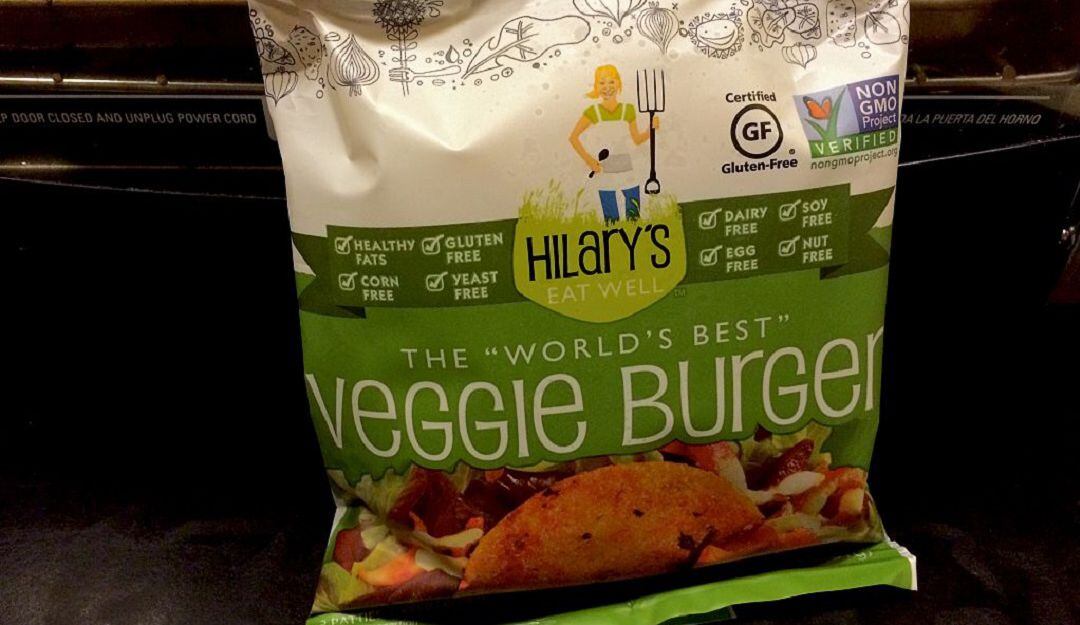 P DOOR CLOSED AND UNPLUG POWER CORD
DA LA PUERTA DEL HORNO
Certified
GF
Gluten-Free
NON
GMO
Project
VERIFIED
nongmoproject.org
HEALTHY FATS
GLUTEN FREE
CORN FREE
YEAST FREE
HILARY'S
EAT WELL
TM
DAIRY FREE
SOY FREE
EGG FREE
NUT FREE
THE “WORLD'S BEST”
VEGGIE BURGER